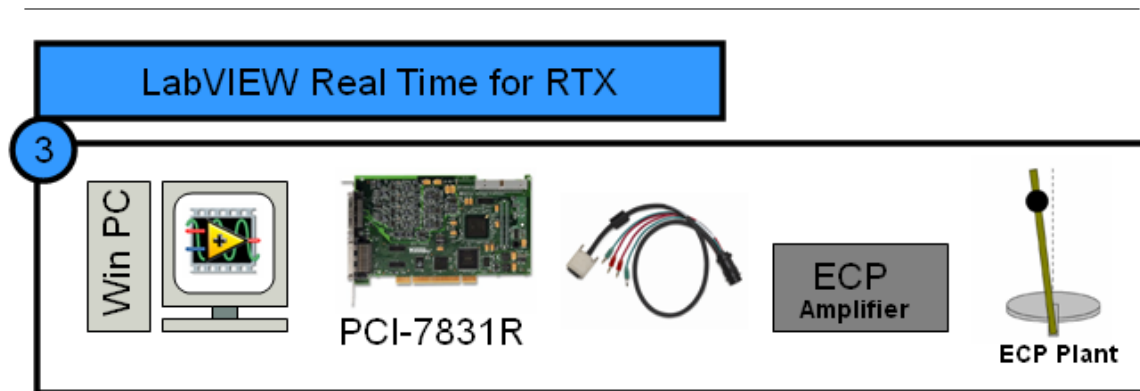 LabVIEW Real Time for RTX
3
Win PC
PCI-7831R
ECP
Amplifier
ECP Plant